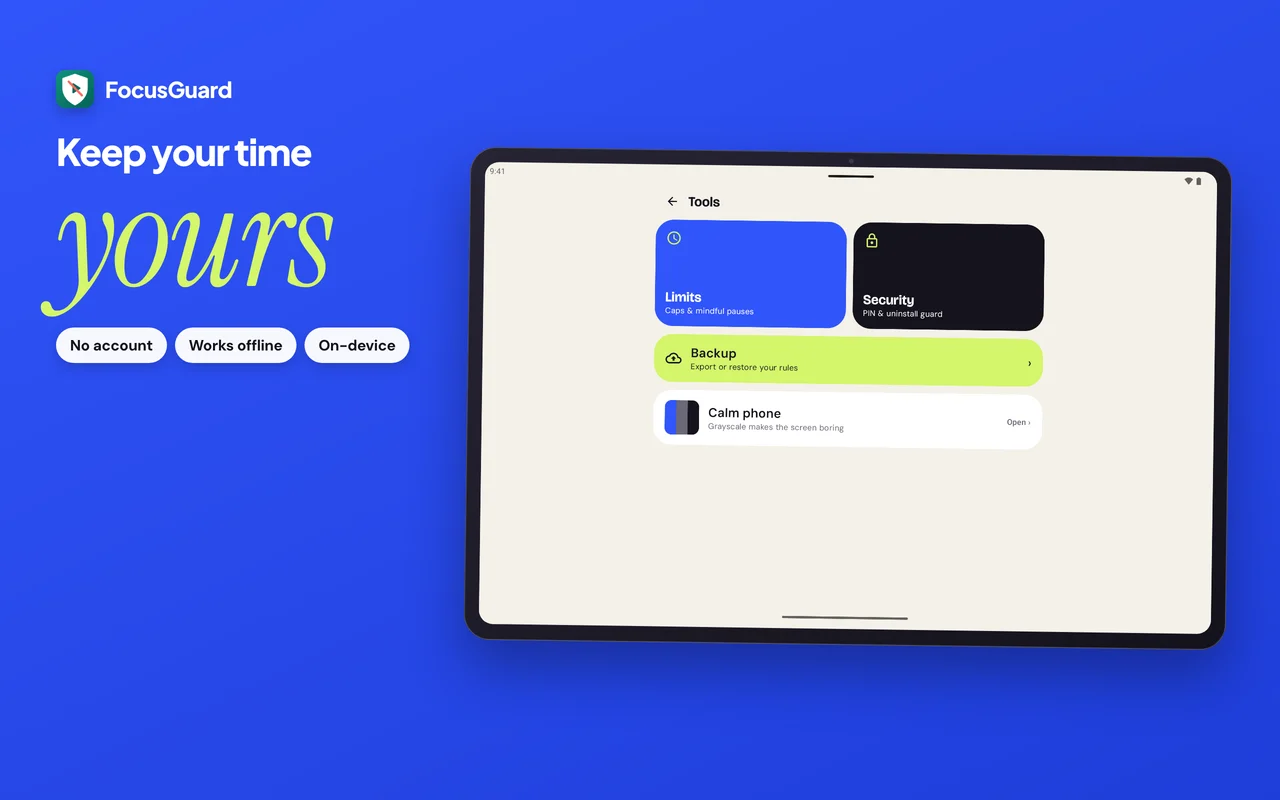 FocusGuard
Keep your time
yours
No account
Works offline
On-device
9:41
Tools
Limits
Caps & mindful pauses
Security
PIN & uninstall guard
Backup
Export or restore your rules
›
Calm phone
Grayscale makes the screen boring
Open ›